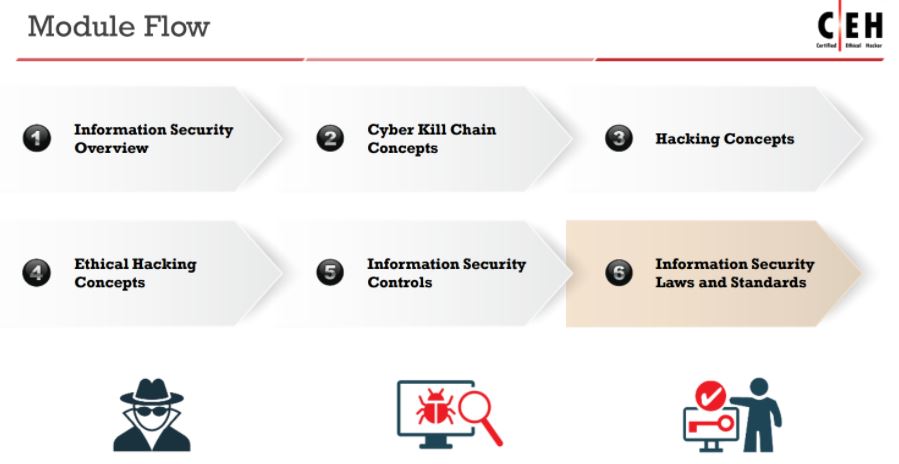 Module Flow
C|EH
Certified Ethical Hacker
1
Information Security
Overview
2
Cyber Kill Chain
Concepts
3
Hacking Concepts
4
Ethical Hacking
Concepts
5
Information Security
Controls
6
Information Security
Laws and Standards